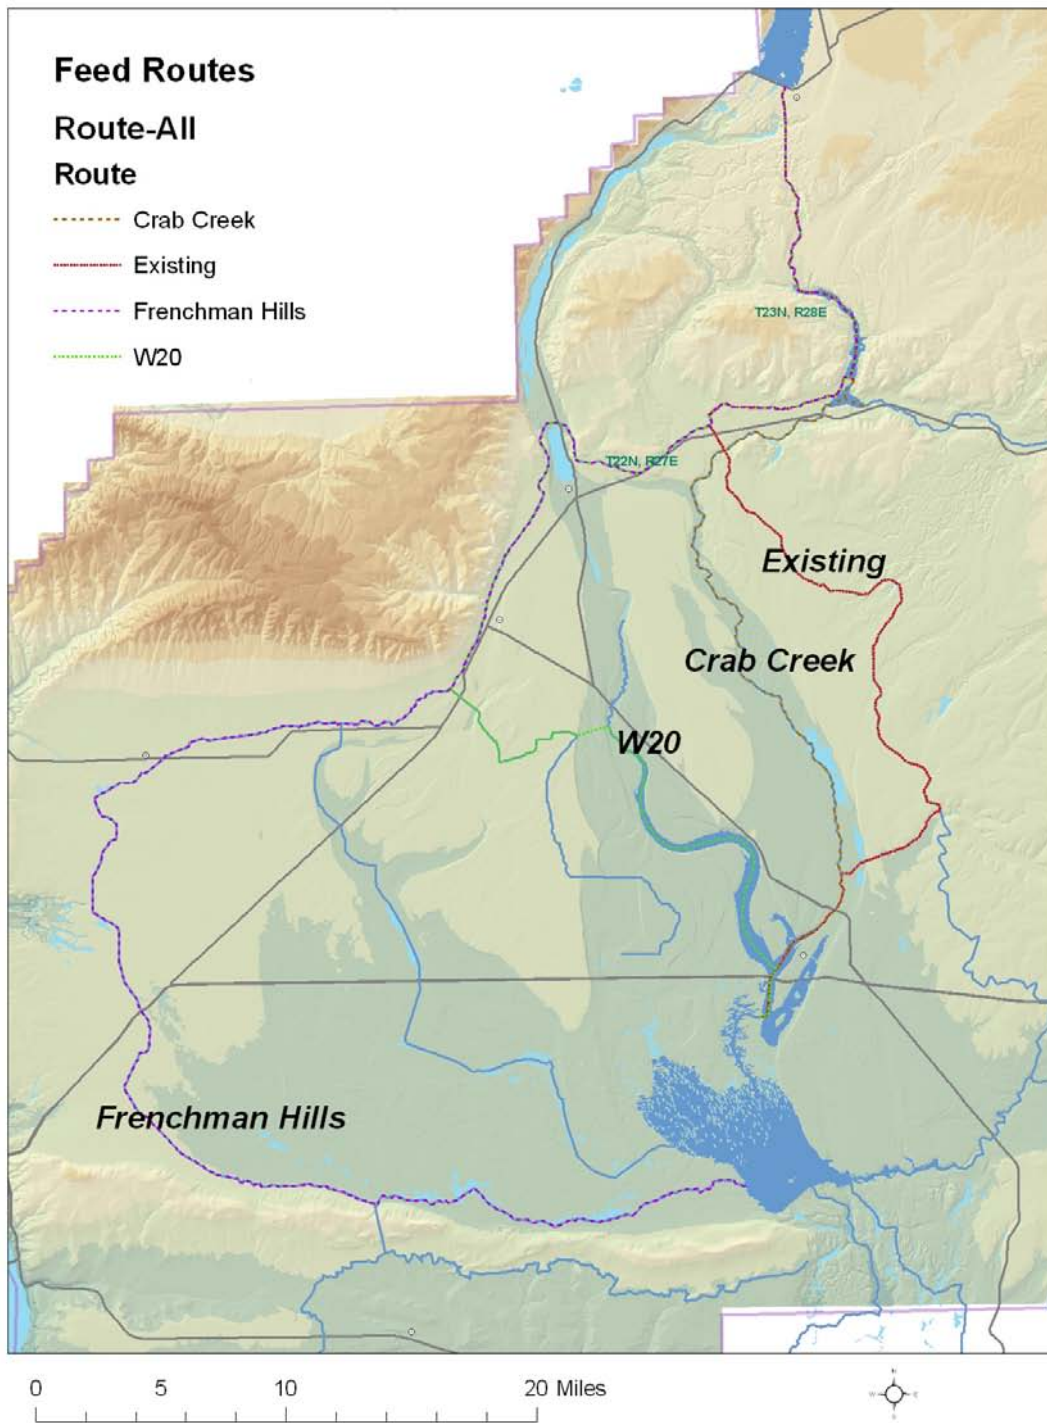 Feed Routes
Route-All
Route
Crab Creek
Existing
Frenchman Hills
W20
T23N, R28E
T22N, R27E
Existing
Crab Creek
W20
Frenchman Hills
0 5 10 20 Miles